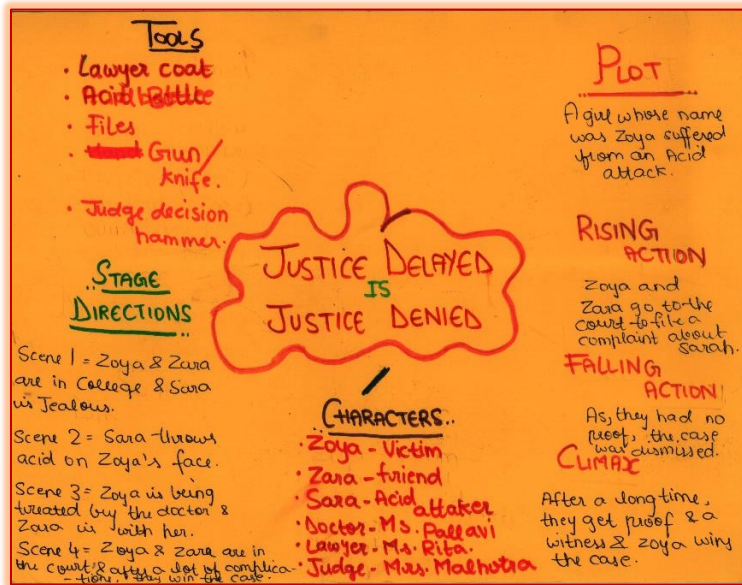 TOOLS
• Lawyer coat
• Acid Bottle
• Files
• Gun/
knife.
• Judge decision
hammer.
STAGE
DIRECTIONS
Scene 1 = Zoya & Zara
are in College & Sara
is Jealous.
Scene 2 = Sara throws
acid on Zoya's face.
Scene 3 = Zoya is being
treated by the doctor &
Zara is with her.
Scene 4 = Zoya & Zara are in
the court & after a lot of complica
-tions, they win the case.
JUSTICE DELAYED
IS
JUSTICE DENIED
CHARACTERS..
• Zoya - Victim
• Zara - friend
• Sara - Acid
attaker
• Doctor - Ms. Pallavi
• Lawyer - Ms. Rita.
• Judge - Mrs. Malhotra
PLOT
A girl whose name
was Zoya suffered
from an Acid
attack.
RISING
ACTION
Zoya and
Zara go to the
court to file a
complaint about
sarah.
FALLING
ACTION
As, they had no
proof, the case
was dismissed.
CLIMAX
After a long time,
they get proof & a
witness & Zoya wins
the case.